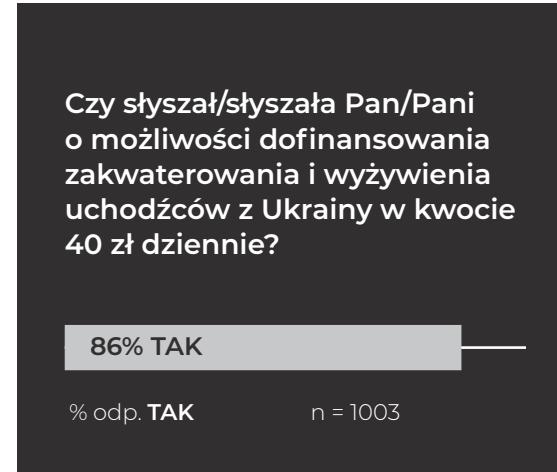 Czy słyszał/słyszała Pan/Pani
o możliwości dofinansowania
zakwaterowania i wyżywienia
uchodźców z Ukrainy w kwocie
40 zł dziennie?
86% TAK
% odp. TAK n = 1003